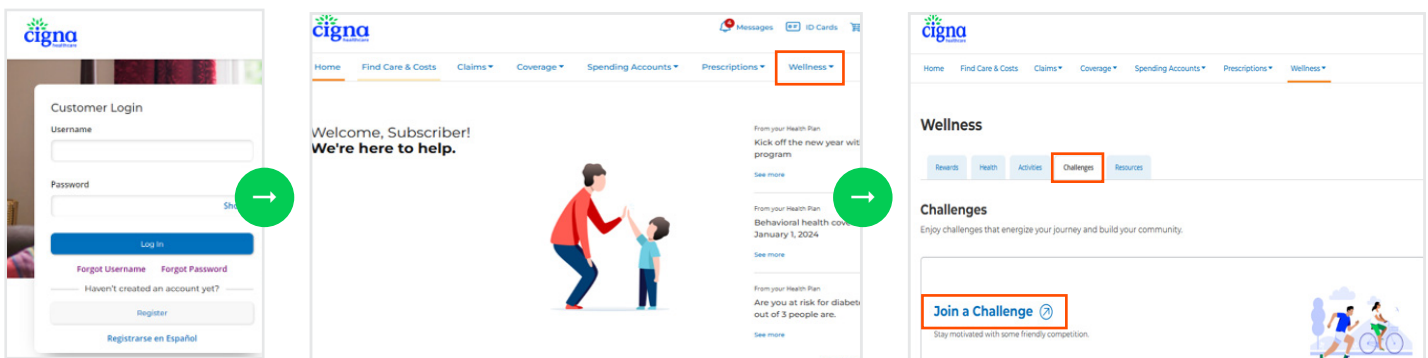 cigna
healthcare
Customer Login
Username
Password
Log In
Forgot Username Forgot Password
Haven't created an account yet?
Register
Registrarse en Español
→
cigna
healthcare
4 Messages ID Cards
Home Find Care & Costs Claims Coverage Spending Accounts Prescriptions Wellness
Welcome, Subscriber!
We're here to help.
From your Health Plan
Kick off the new year wit
program
See more
From your Health Plan
Behavioral health cove
January 1, 2024
See more
From your Health Plan
Are you at risk for diabet
out of 3 people are.
See more
→
cigna
healthcare
Home Find Care & Costs Claims Coverage Spending Accounts Prescriptions Wellness
Wellness
Rewards Health Activities Challenges Resources
Challenges
Enjoy challenges that energize your journey and build your community.
Join a Challenge
Stay motivated with some friendly competition.